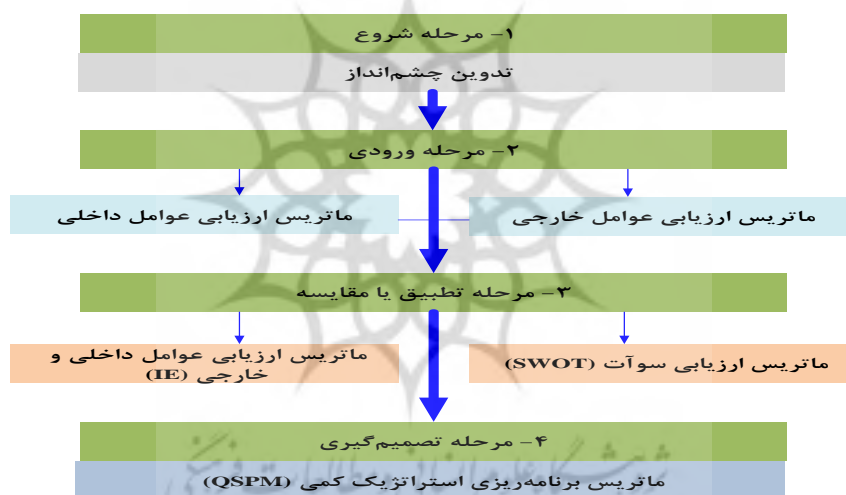 ۱- مرحله شروع
تدوین چشم‌انداز
۲- مرحله ورودی
ماتریس ارزیابی عوامل خارجی
ماتریس ارزیابی عوامل داخلی
۳- مرحله تطبیق یا مقایسه
ماتریس ارزیابی سوآت (SWOT)
ماتریس ارزیابی عوامل داخلی و
خارجی (IE)
۴- مرحله تصمیم‌گیری
ماتریس برنامه‌ریزی استراتژیک کمی (QSPM)